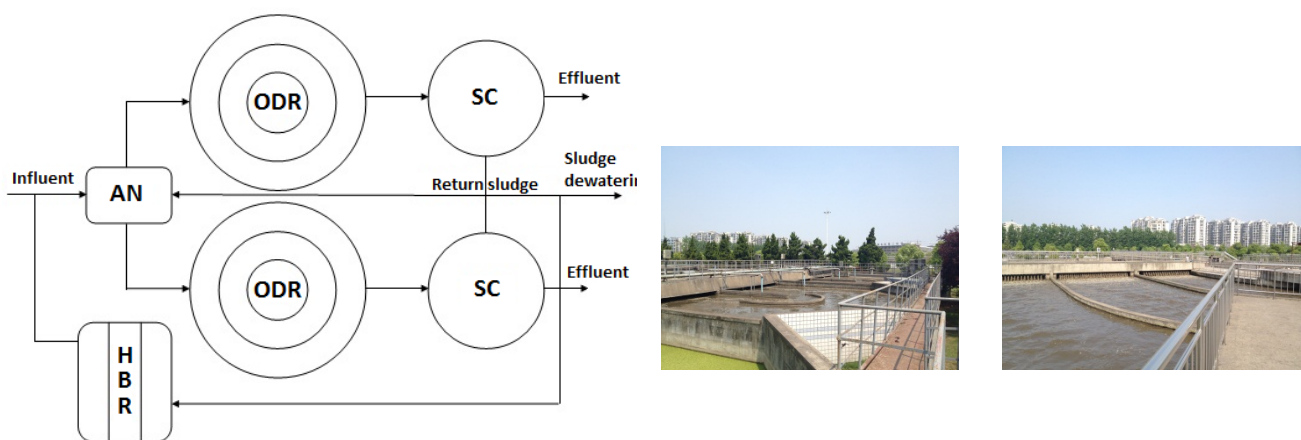 Effluent
ODR
SC
Sludge
dewaterin
Influent
AN
Return sludge
Effluent
ODR
SC
H
B
R